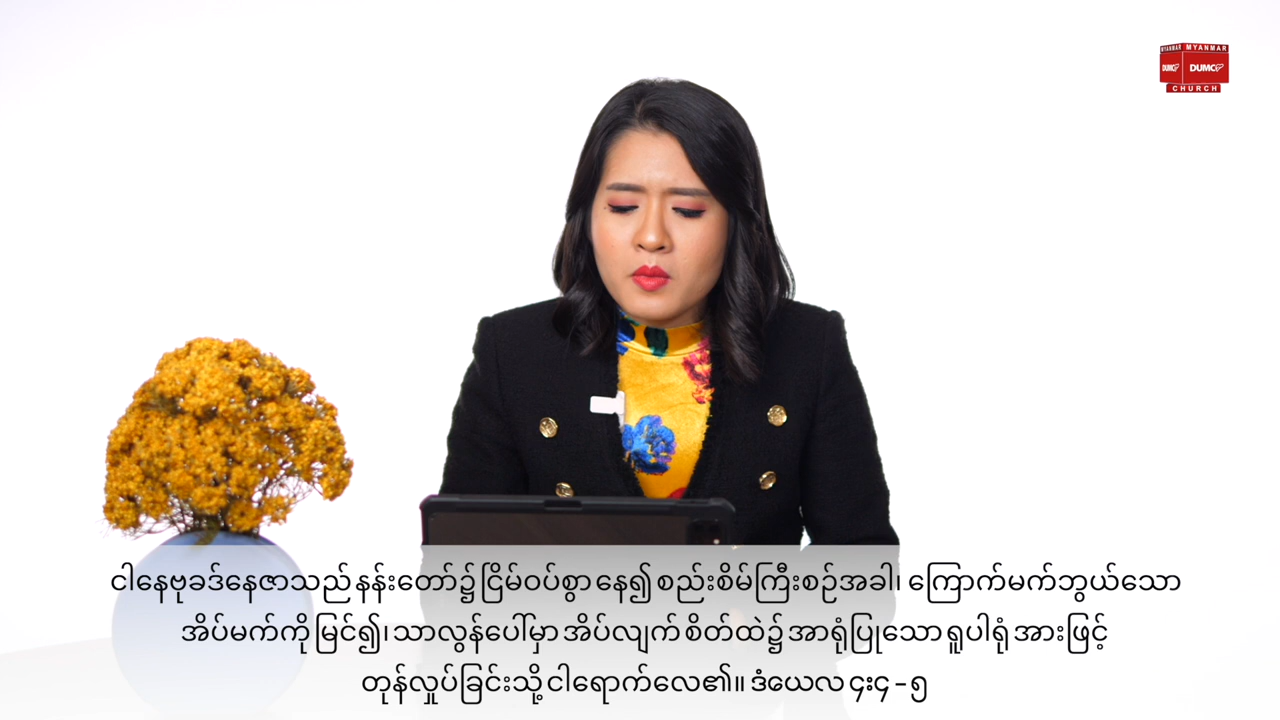 MYANMAR MYANMAR
DUMC DUMC
CHURCH
ငါနေဗုခဒ်နေဇာသည် နန်းတော်၌ ငြိမ်ဝပ်စွာ နေ၍ စည်းစိမ်ကြီးစဉ်အခါ၊ ကြောက်မက်ဘွယ်သော
အိပ်မက်ကို မြင်၍၊ သာလွန်ပေါ်မှာ အိပ်လျက် စိတ်ထဲ၌ အာရုံပြုသော ရူပါရုံ အားဖြင့်
တုန်လှုပ်ခြင်းသို့ ငါရောက်လေ၏။ ဒံယေလ ၄း၄ – ၅